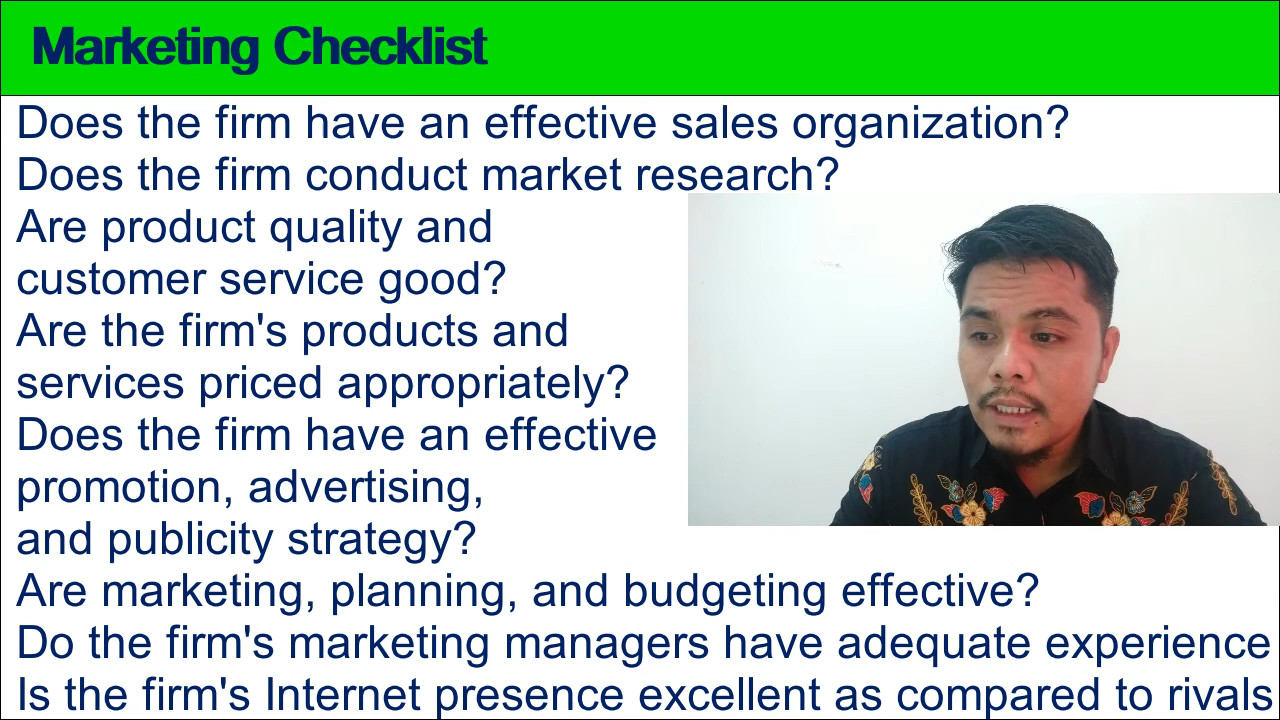 Marketing Checklist
Does the firm have an effective sales organization?
Does the firm conduct market research?
Are product quality and
customer service good?
Are the firm's products and
services priced appropriately?
Does the firm have an effective
promotion, advertising,
and publicity strategy?
Are marketing, planning, and budgeting effective?
Do the firm's marketing managers have adequate experience
Is the firm's Internet presence excellent as compared to rivals